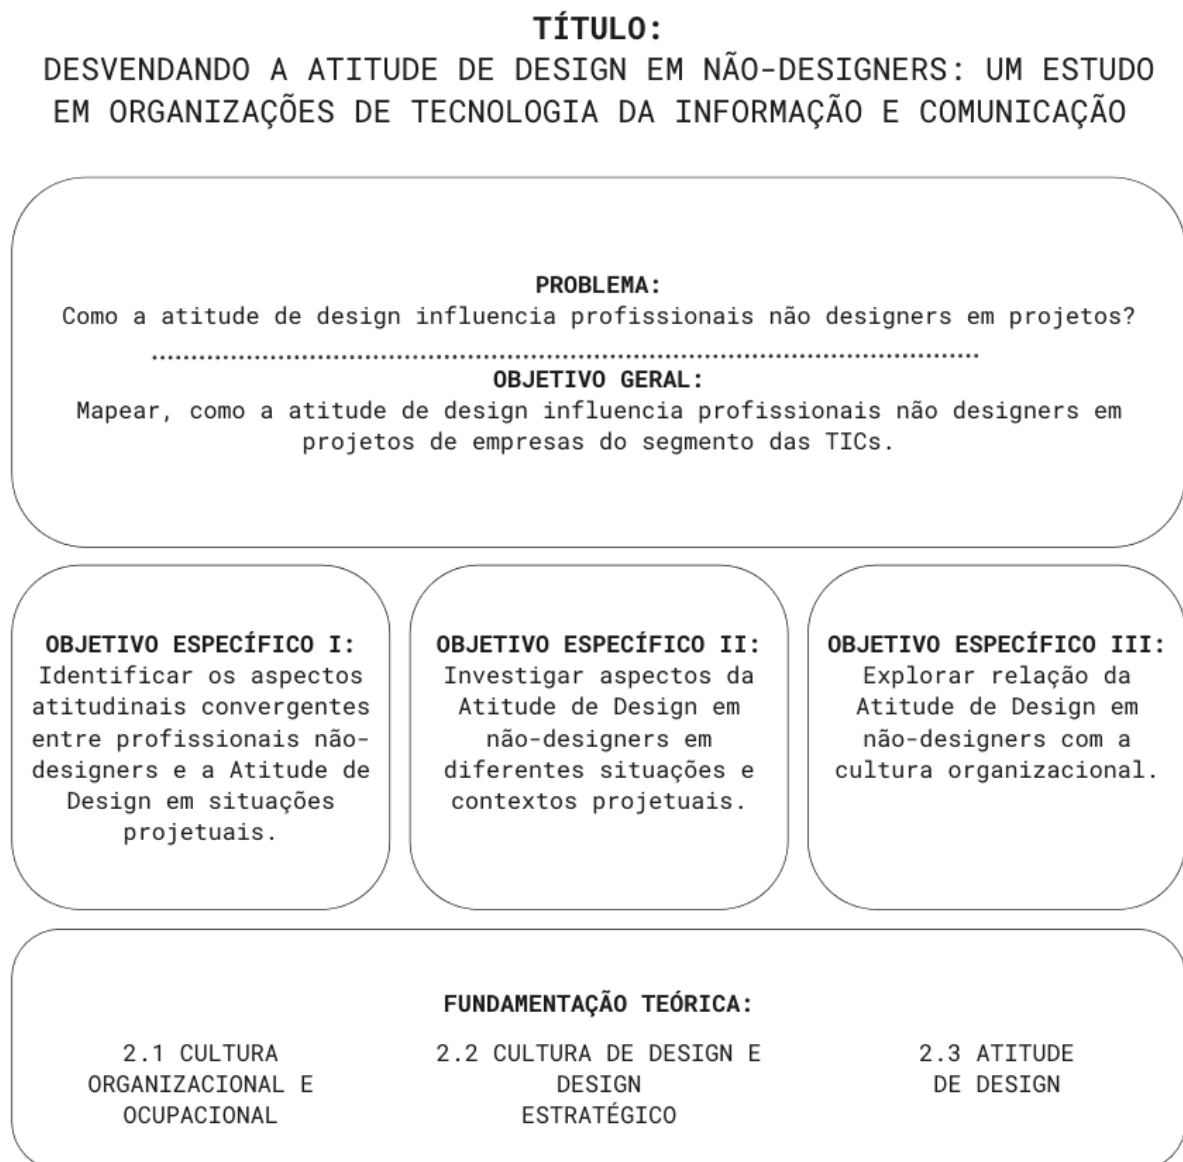 TÍTULO:
DESVENDANDO A ATITUDE DE DESIGN EM NÃO-DESIGNERS: UM ESTUDO
EM ORGANIZAÇÕES DE TECNOLOGIA DA INFORMAÇÃO E COMUNICAÇÃO
PROBLEMA:
Como a atitude de design influencia profissionais não designers em projetos?
OBJETIVO GERAL:
Mapear, como a atitude de design influencia profissionais não designers em
projetos de empresas do segmento das TICs.
OBJETIVO ESPECÍFICO I:
Identificar os aspectos
atitudinais convergentes
entre profissionais não-
designers e a Atitude de
Design em situações
projetuais.
OBJETIVO ESPECÍFICO II:
Investigar aspectos da
Atitude de Design em
não-designers em
diferentes situações e
contextos projetuais.
OBJETIVO ESPECÍFICO III:
Explorar relação da
Atitude de Design em
não-designers com a
cultura organizacional.
FUNDAMENTAÇÃO TEÓRICA:
2.1 CULTURA
ORGANIZACIONAL E
OCUPACIONAL
2.2 CULTURA DE DESIGN E
DESIGN
ESTRATÉGICO
2.3 ATITUDE
DE DESIGN